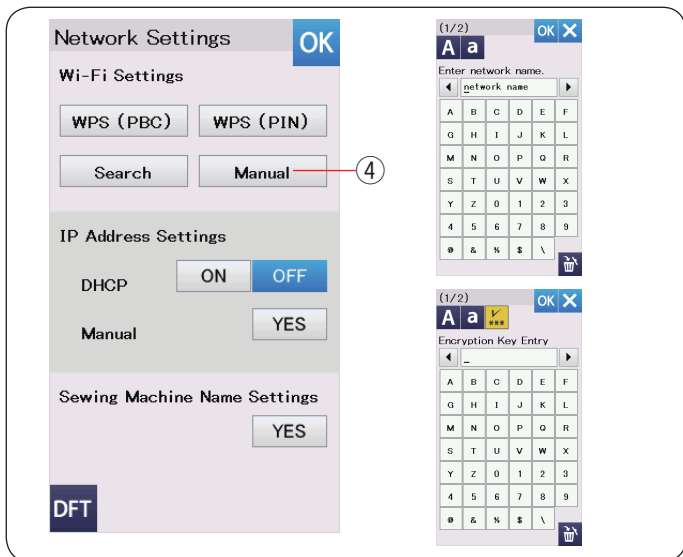 Network Settings
OK
Wi-Fi Settings
WPS (PBC) WPS (PIN)
Search Manual
④
IP Address Settings
DHCP ON OFF
Manual YES
Sewing Machine Name Settings
YES
DFT
(1/2)
OK X
A a
Enter network name.
network name
A B C D E F
G H I J K L
M N O P Q R
S T U V W X
Y Z 0 1 2 3
4 5 6 7 8 9
@ & % $ \
(1/2)
OK X
A a ***
Encryption Key Entry
_
A B C D E F
G H I J K L
M N O P Q R
S T U V W X
Y Z 0 1 2 3
4 5 6 7 8 9
@ & % $ \